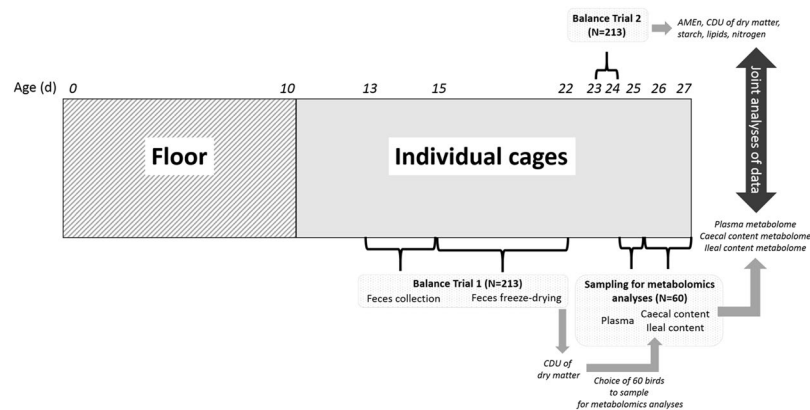 Balance Trial 2
(N=213)
AMEn, CDU of dry matter,
starch, lipids, nitrogen
Age (d)
0
10
13
15
22
23
24
25
26
27
Floor
Individual cages
Joint analyses of data
Plasma metabolome
Caecal content metabolome
Ileal content metabolome
Balance Trial 1 (N=213)
Feces collection
Feces freeze-drying
Sampling for metabolomics
analyses (N=60)
Plasma
Caecal content
Ileal content
CDU of
dry matter
Choice of 60 birds
to sample
for metabolomics analyses